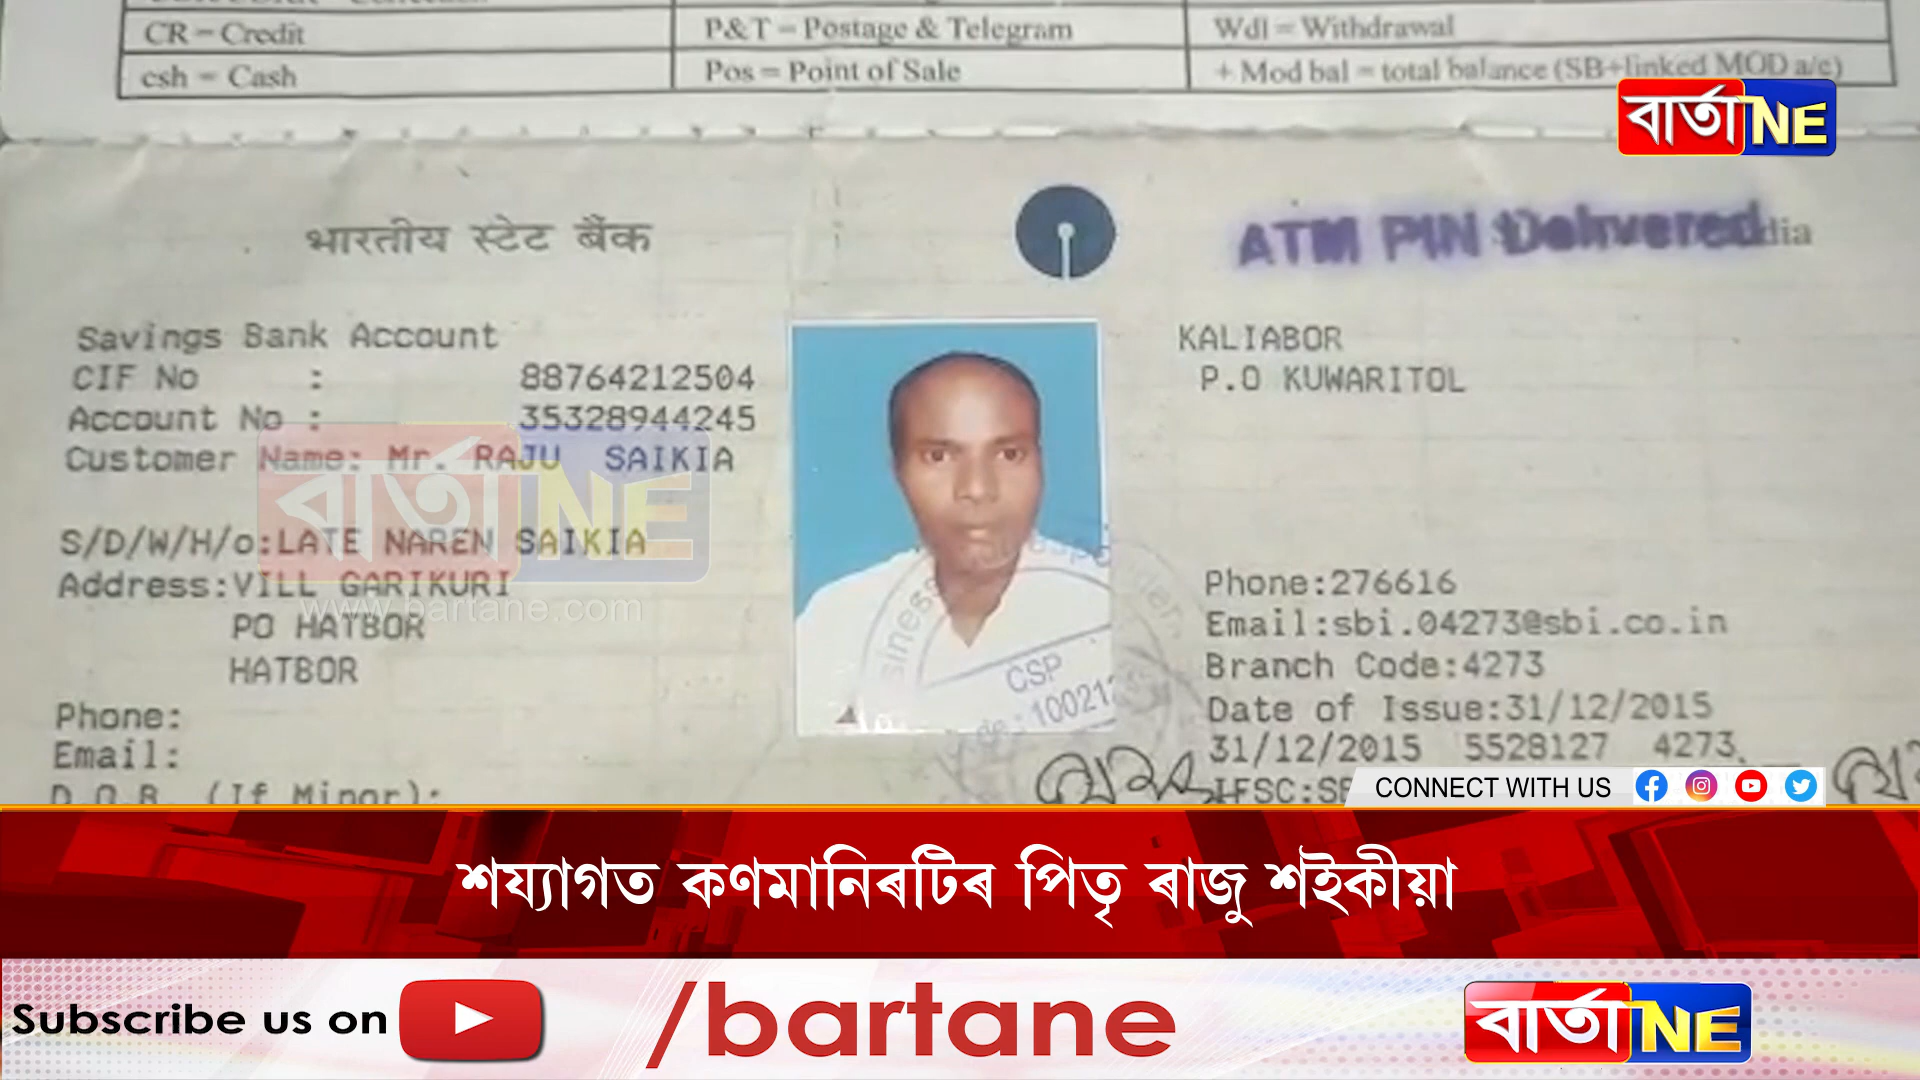 CR = Credit
P&T = Postage & Telegram
Wdl = Withdrawal
csh = Cash
Pos = Point of Sale
+ Mod bal = total balance (SB+linked MOD a/c)
বাৰ্তা NE
भारतीय स्टेट बैंक
ATM PIN Delivered
Savings Bank Account
CIF No : 88764212504
Account No : 35328944245
Customer Name: Mr. RAJU SAIKIA
S/D/W/H/o:LATE NAREN SAIKIA
Address:VILL GARIKURI
PO HATBOR
HATBOR
Phone:
Email:
D.O.B. (If Minor):
বাৰ্তা NE
www.bartane.com
CSP
KALIABOR
P.O KUWARITOL
Phone:276616
Email:sbi.04273@sbi.co.in
Branch Code:4273
Date of Issue:31/12/2015
31/12/2015 5528127 4273
CONNECT WITH US
শয্যাগত কণমানিৰটিৰ পিতৃ ৰাজু শইকীয়া
Subscribe us on
/bartane
বাৰ্তা NE